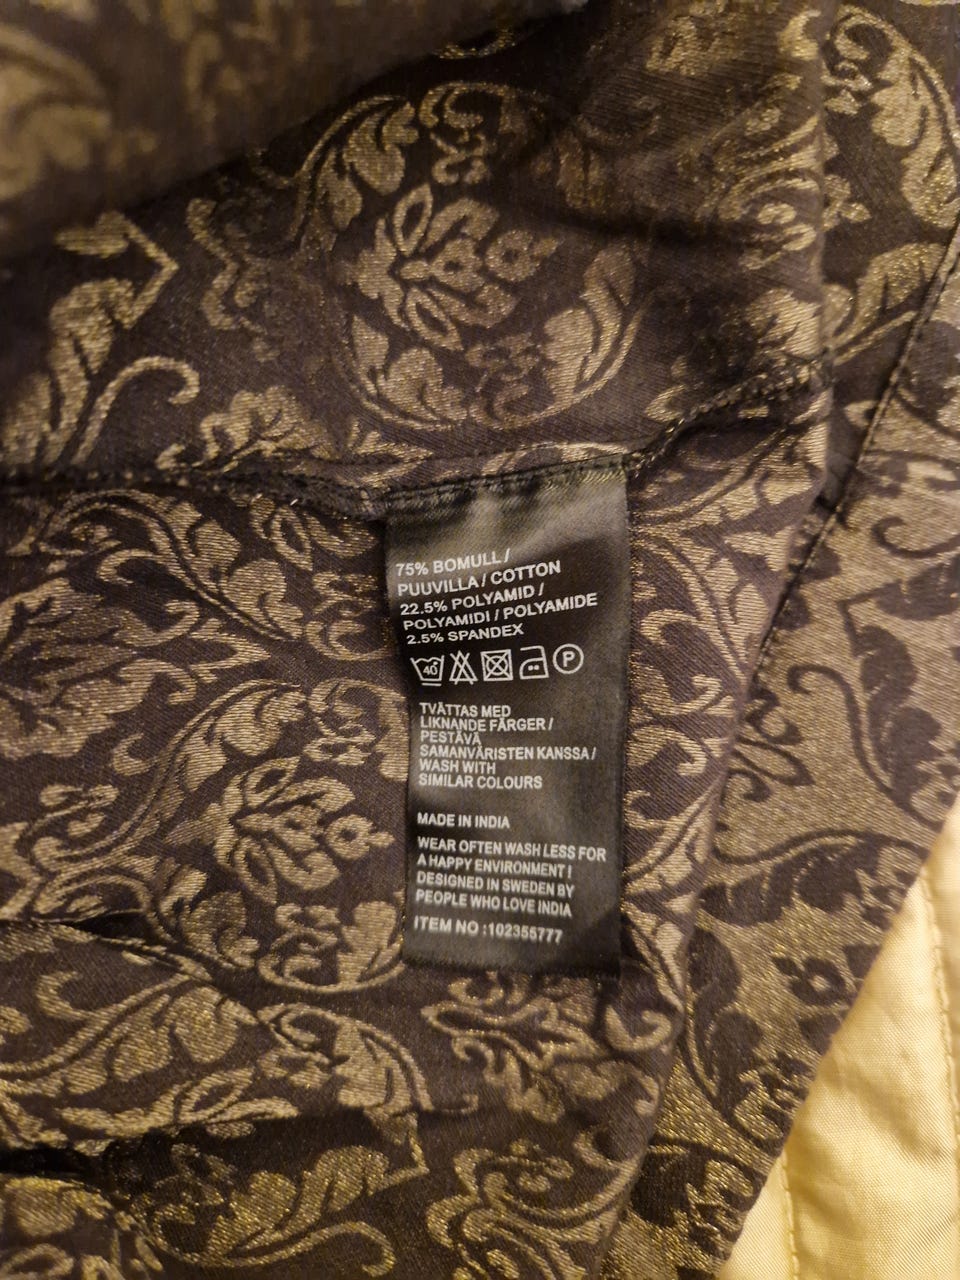 75% BOMULL /
PUUVILLA / COTTON
22.5% POLYAMID /
POLYAMIDI / POLYAMIDE
2.5% SPANDEX
40 P
TVÄTTAS MED
LIKNANDE FÄRGER /
PESTÄVÄ
SAMANVÄRISTEN KANSSA /
WASH WITH
SIMILAR COLOURS
MADE IN INDIA
WEAR OFTEN WASH LESS FOR
A HAPPY ENVIRONMENT !
DESIGNED IN SWEDEN BY
PEOPLE WHO LOVE INDIA
ITEM NO :102355777